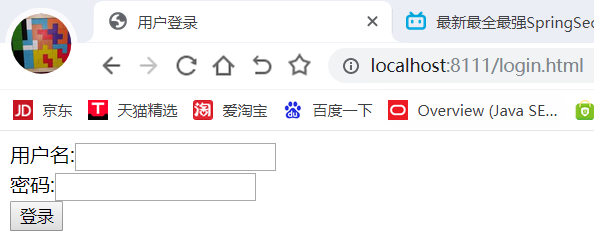 用户登录
最新最全最强SpringSec
localhost:8111/login.html
JD 京东 T 天猫精选 淘 爱淘宝 百度一下 Overview (Java SE...
用户名:
密码:
登录